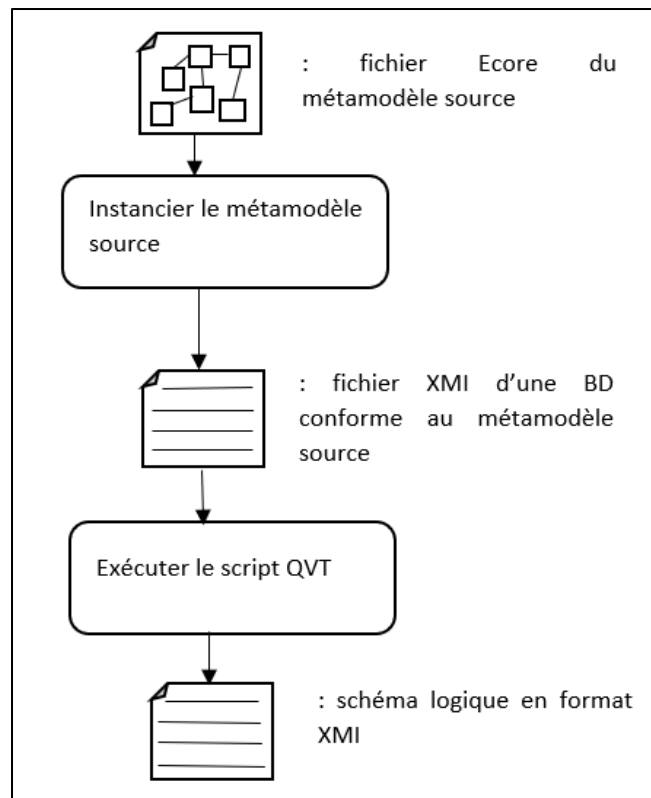 : fichier Ecore du
métamodèle source
Instancier le métamodèle
source
: fichier XMI d'une BD
conforme au métamodèle
source
Exécuter le script QVT
: schéma logique en format
XMI